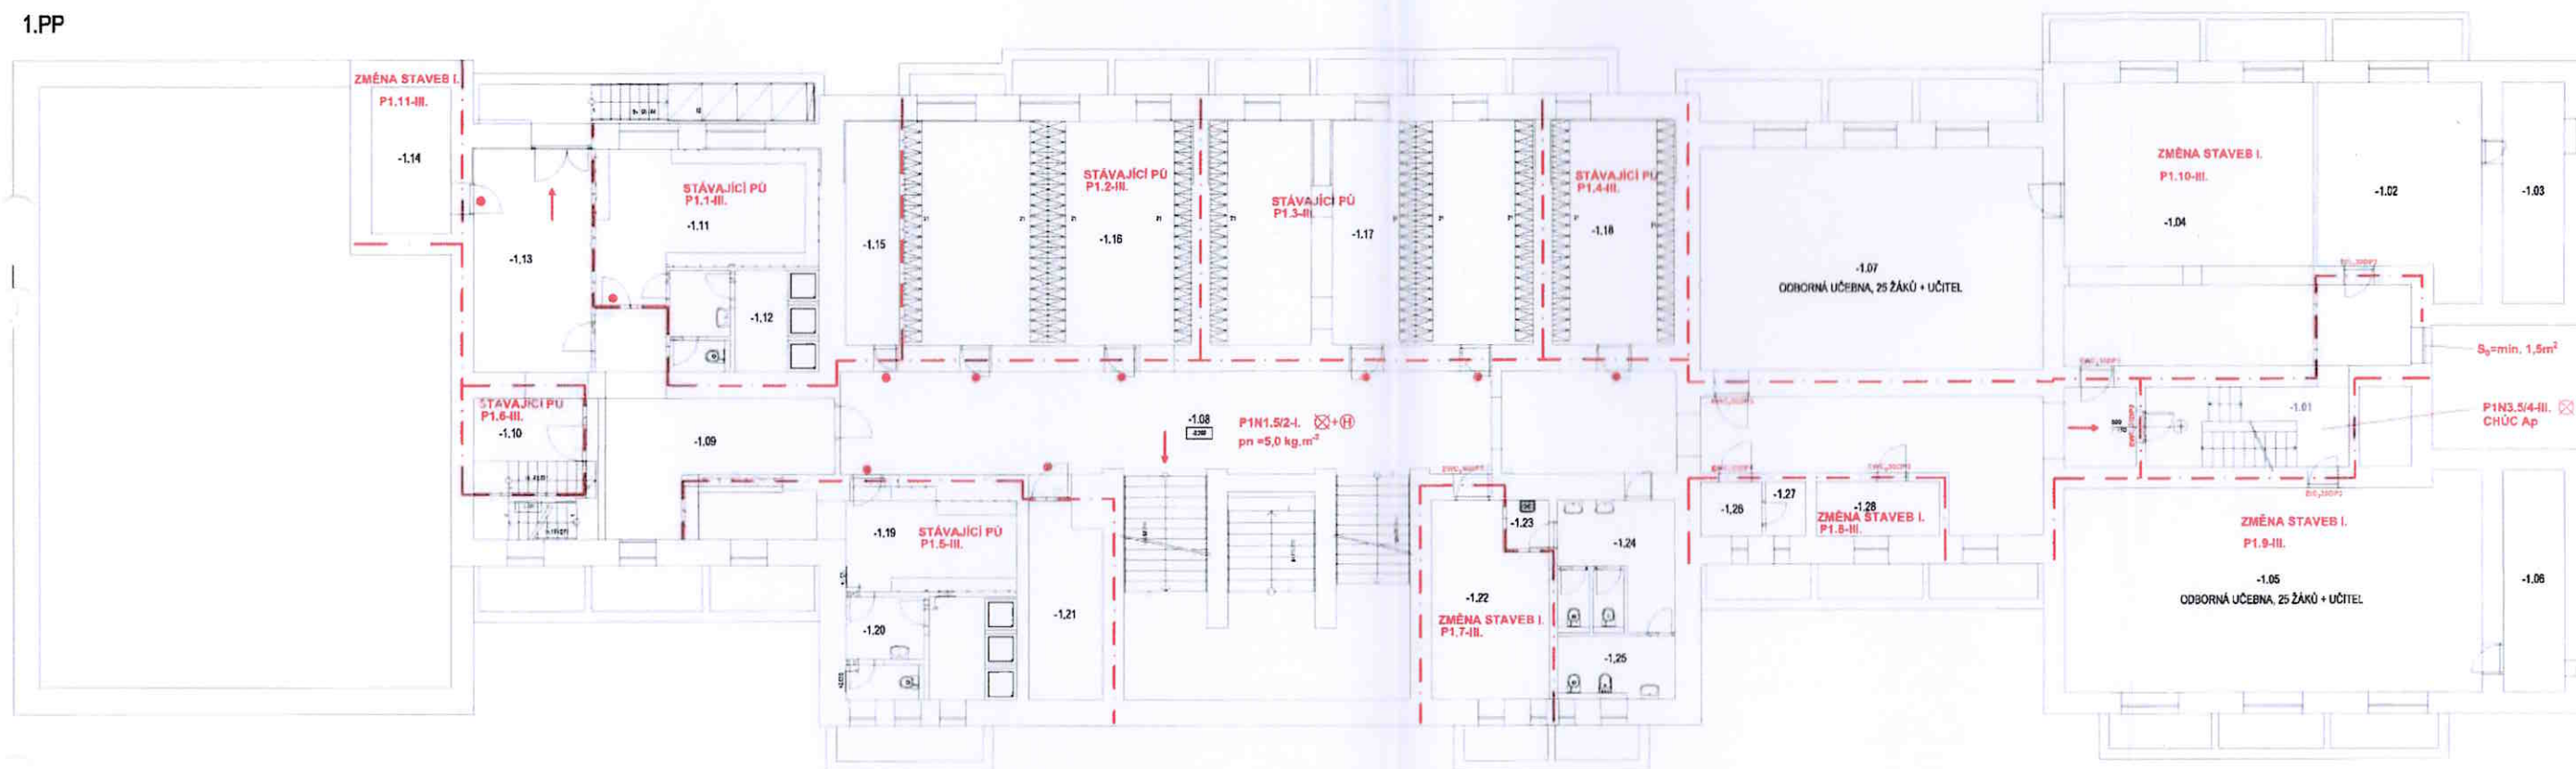 1.PP
ZMĚNA STAVEB I.
P1.11-III.
-1.14
-1.13
STÁVAJÍCÍ PÚ
P1.1-III.
-1.11
-1.12
-1.15
STÁVAJÍCÍ PÚ
P1.2-III.
-1.16
STÁVAJÍCÍ PÚ
P1.3-III.
-1.17
STÁVAJÍCÍ PÚ
P1.4-III.
-1.18
-1.07
ODBORNÁ UČEBNA, 25 ŽÁKŮ + UČITEL
ZMĚNA STAVEB I.
P1.10-III.
-1.04
-1.02
-1.03
S₀=min. 1,5m²
STÁVAJÍCÍ PÚ
P1.6-III.
-1.10
-1.09
-1.08
P1N1.5/2-I.
+H
pn =5,0 kg.m⁻²
-1.01
P1N3.5/4-III.
CHÚC Ap
-1.19
STÁVAJÍCÍ PÚ
P1.5-III.
-1.20
-1.21
-1.22
ZMĚNA STAVEB I.
P1.7-III.
-1.23
-1.24
-1.25
-1.26
-1.27
-1.28
ZMĚNA STAVEB I.
P1.8-III.
ZMĚNA STAVEB I.
P1.9-III.
-1.05
ODBORNÁ UČEBNA, 25 ŽÁKŮ + UČITEL
-1.06